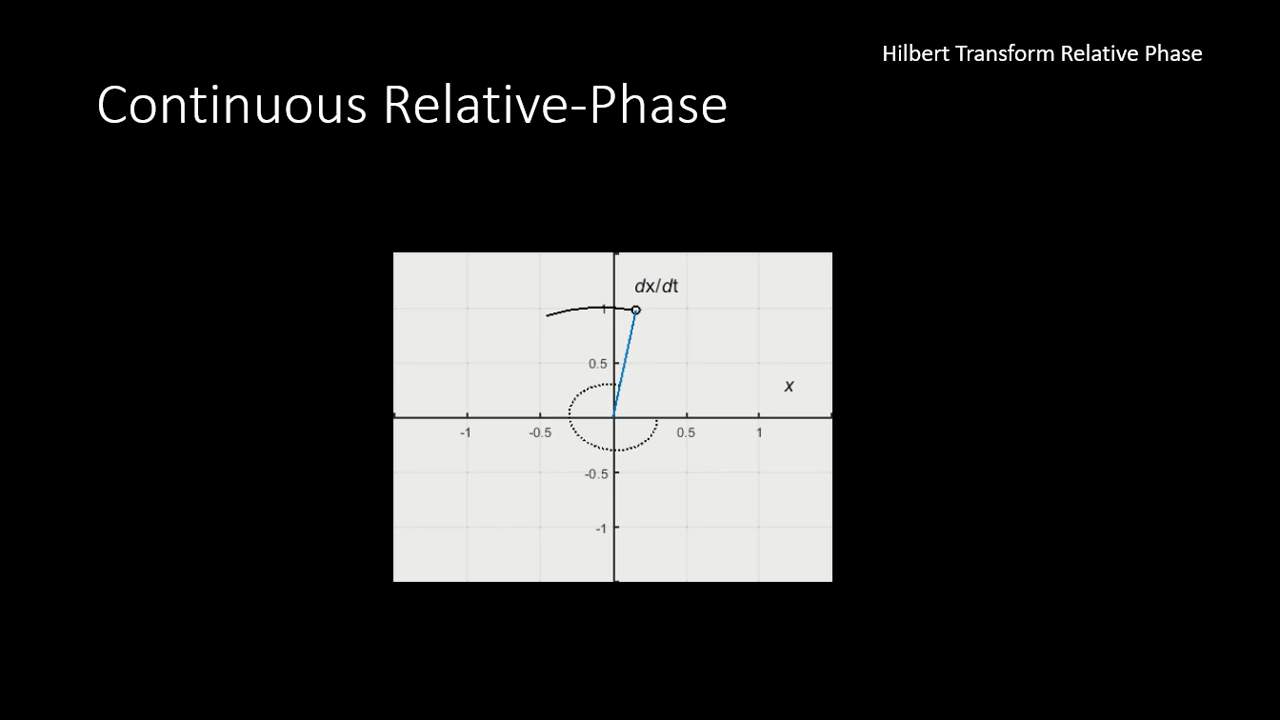 Hilbert Transform Relative Phase
Continuous Relative-Phase
dx/dt
1
0.5
x
-1 -0.5 0.5 1
-0.5
-1